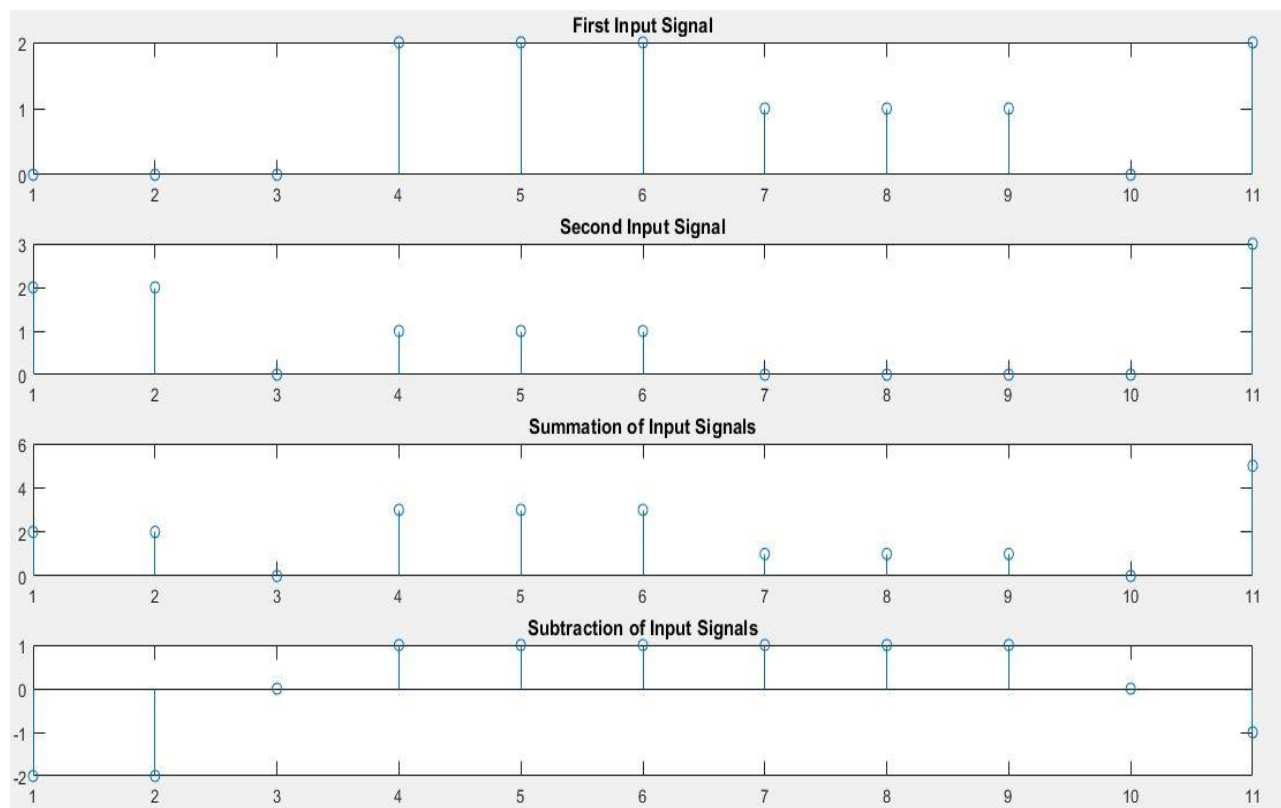 First Input Signal
2
1
0
1 2 3 4 5 6 7 8 9 10 11
Second Input Signal
3
2
1
0
1 2 3 4 5 6 7 8 9 10 11
Summation of Input Signals
6
4
2
0
1 2 3 4 5 6 7 8 9 10 11
Subtraction of Input Signals
1
0
-1
-2
1 2 3 4 5 6 7 8 9 10 11